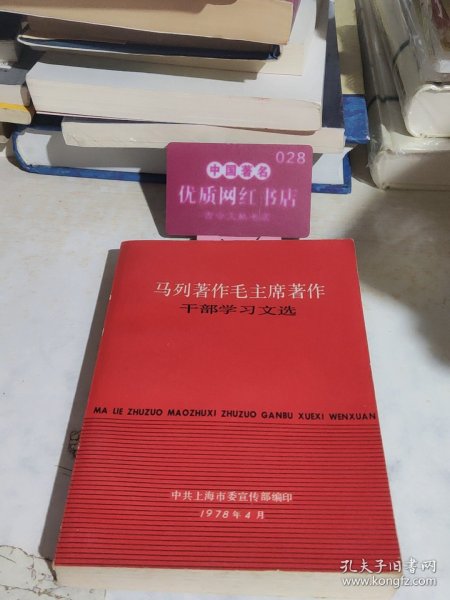 028
中国著名
优质网红书店
马列著作毛主席著作
干部学习文选
MA LIE ZHUZUO MAOZHUXI ZHUZUO GANBU XUEXI WENXUAN
中共上海市委宣传部编印
1978年4月
孔夫子旧书网
www.kongfz.com